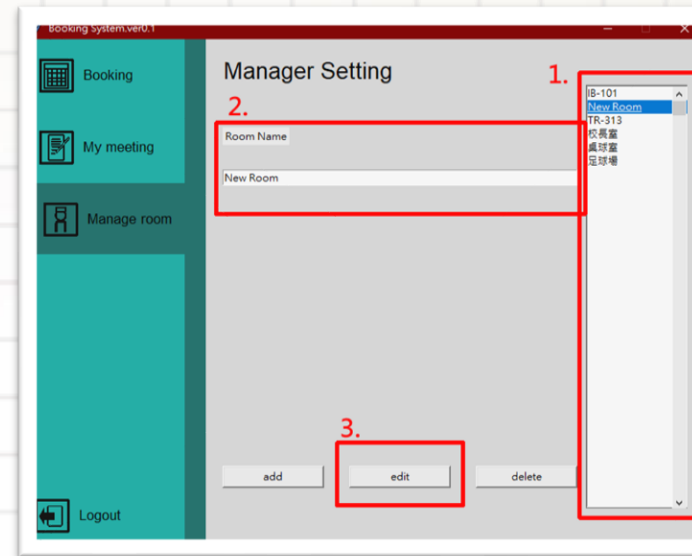 Booking System.ver0.1
Booking
My meeting
Manage room
Logout
Manager Setting
2.
Room Name
New Room
1.
IB-101
New Room
TR-313
校長室
桌球室
足球場
3.
add
edit
delete